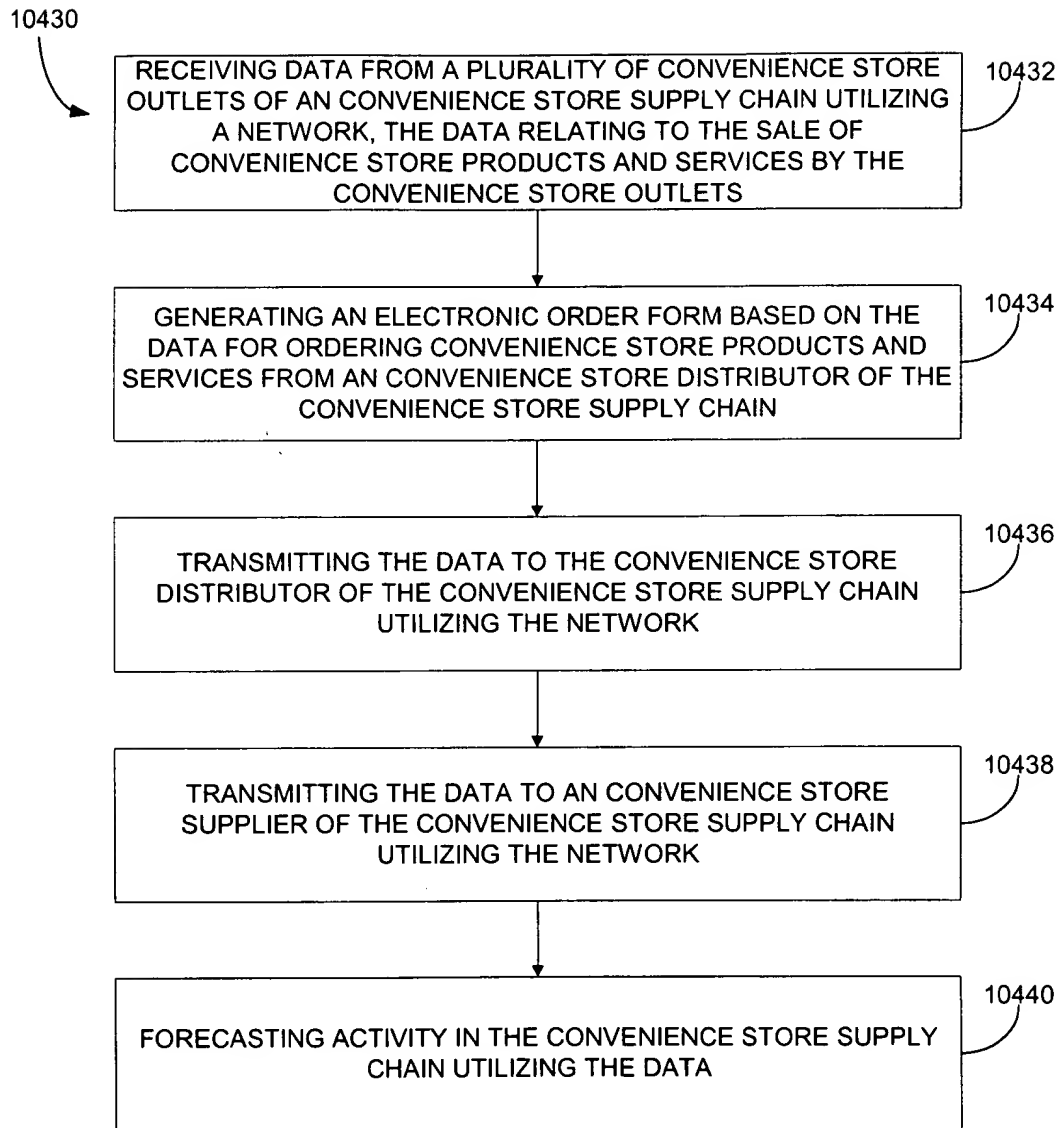 10430
RECEIVING DATA FROM A PLURALITY OF CONVENIENCE STORE
OUTLETS OF AN CONVENIENCE STORE SUPPLY CHAIN UTILIZING
A NETWORK, THE DATA RELATING TO THE SALE OF
CONVENIENCE STORE PRODUCTS AND SERVICES BY THE
CONVENIENCE STORE OUTLETS
10432
GENERATING AN ELECTRONIC ORDER FORM BASED ON THE
DATA FOR ORDERING CONVENIENCE STORE PRODUCTS AND
SERVICES FROM AN CONVENIENCE STORE DISTRIBUTOR OF THE
CONVENIENCE STORE SUPPLY CHAIN
10434
TRANSMITTING THE DATA TO THE CONVENIENCE STORE
DISTRIBUTOR OF THE CONVENIENCE STORE SUPPLY CHAIN
UTILIZING THE NETWORK
10436
TRANSMITTING THE DATA TO AN CONVENIENCE STORE
SUPPLIER OF THE CONVENIENCE STORE SUPPLY CHAIN
UTILIZING THE NETWORK
10438
FORECASTING ACTIVITY IN THE CONVENIENCE STORE SUPPLY
CHAIN UTILIZING THE DATA
10440